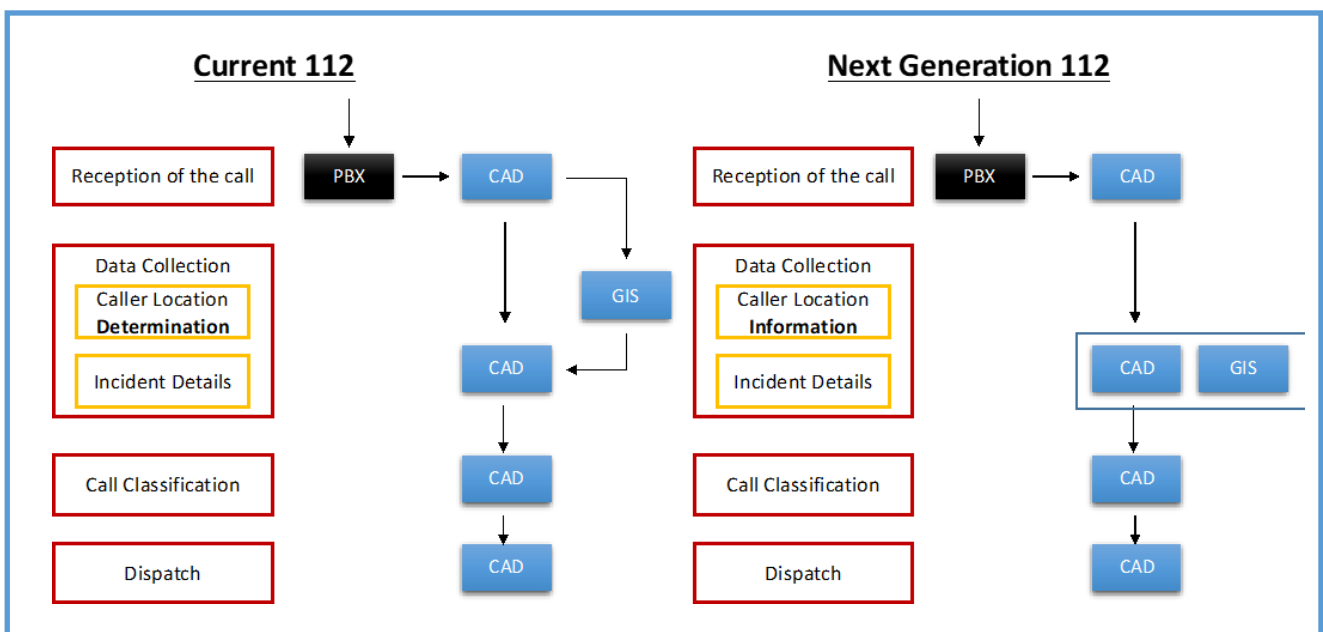 Current 112
Next Generation 112
Reception of the call
PBX
CAD
Reception of the call
PBX
CAD
Data Collection
Caller Location
Determination
Incident Details
GIS
CAD
Data Collection
Caller Location
Information
Incident Details
CAD
GIS
Call Classification
CAD
Call Classification
CAD
Dispatch
CAD
Dispatch
CAD